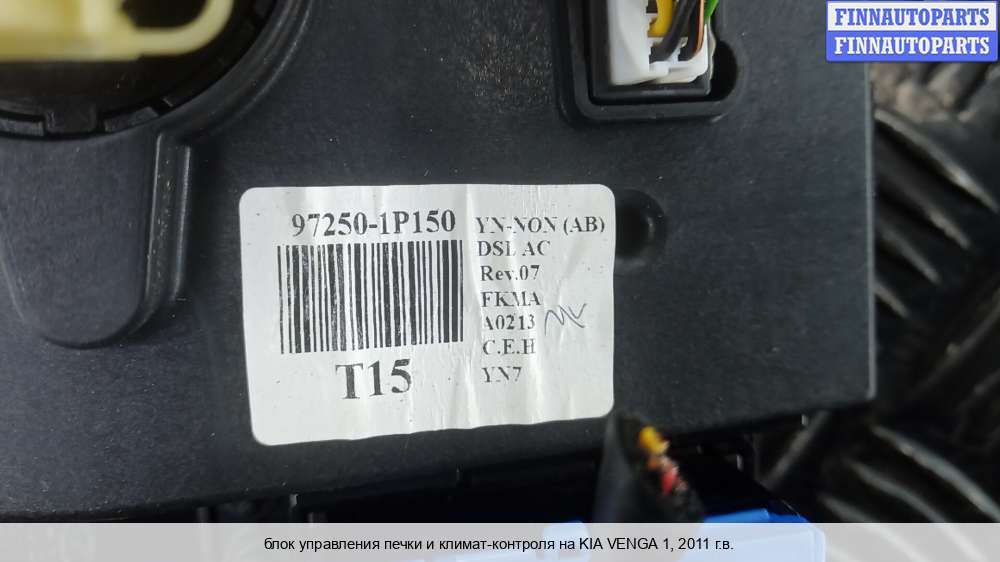 FINNAUTOPARTS
FINNAUTOPARTS
97250-1P150
YN-NON (AB)
DSL AC
Rev.07
FKMA
A0213
C.E.H
YN7
T15
блок управления печки и климат-контроля на KIA VENGA 1, 2011 г.в.